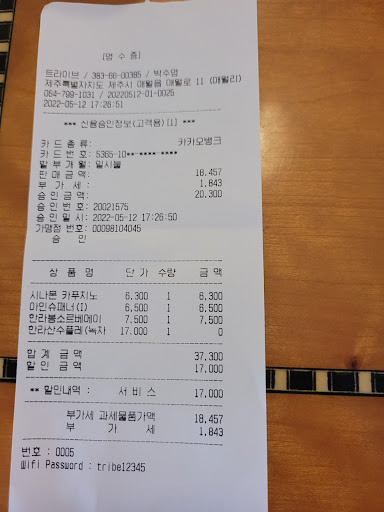 [영 수 증]
트라이브 / 383-66-00385 / 박수명
제주특별자치도 제주시 애월읍 애월로 11 (애월리)
064-799-1031 / 20220512-01-0025
2022-05-12 17:26:51
*** 신용승인정보(고객용)[1] ***
카 드 종 류: 카카오뱅크
카 드 번 호: 5365-10**-****-****
할 부 개 월: 일시불
판 매 금 액: 18,457
부 가 세 : 1,843
승 인 금 액: 20,300
승 인 번 호: 20021575
승 인 일 시: 2022-05-12 17:26:50
가맹점 번호: 00098104045
승 인
상 품 명 단 가 수량 금 액
시나몬 카푸치노 6,300 1 6,300
아인슈패너(I) 6,500 1 6,500
한라봉소르베에이 7,500 1 7,500
한라산수플레(녹차 17,000 1 0
합 계 금 액 37,300
할 인 금 액 17,000
** 할인내역 : 서 비 스 17,000
부가세 과세물품가액 18,457
부 가 세 1,843
번호 : 0005
Wifi Password : tribe12345